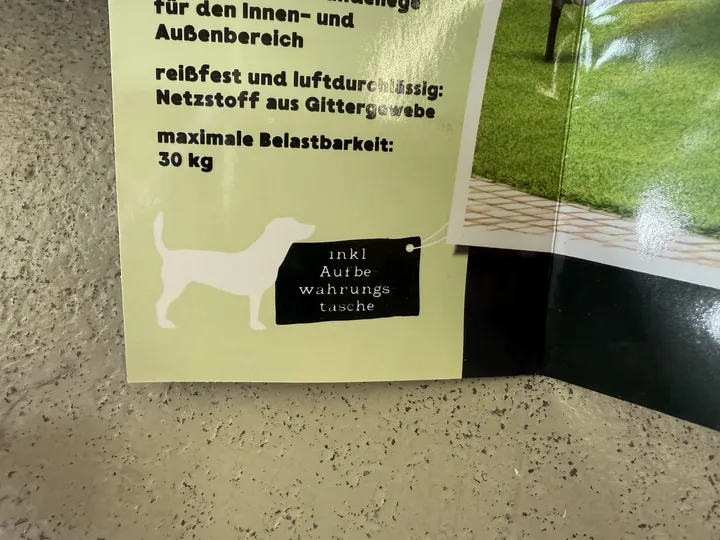 für den Innen- und
Außenbereich
reißfest und luftdurchlässig:
Netzstoff aus Gittergewebe
maximale Belastbarkeit:
30 kg
inkl
Aufbe
wahrungs
tasche